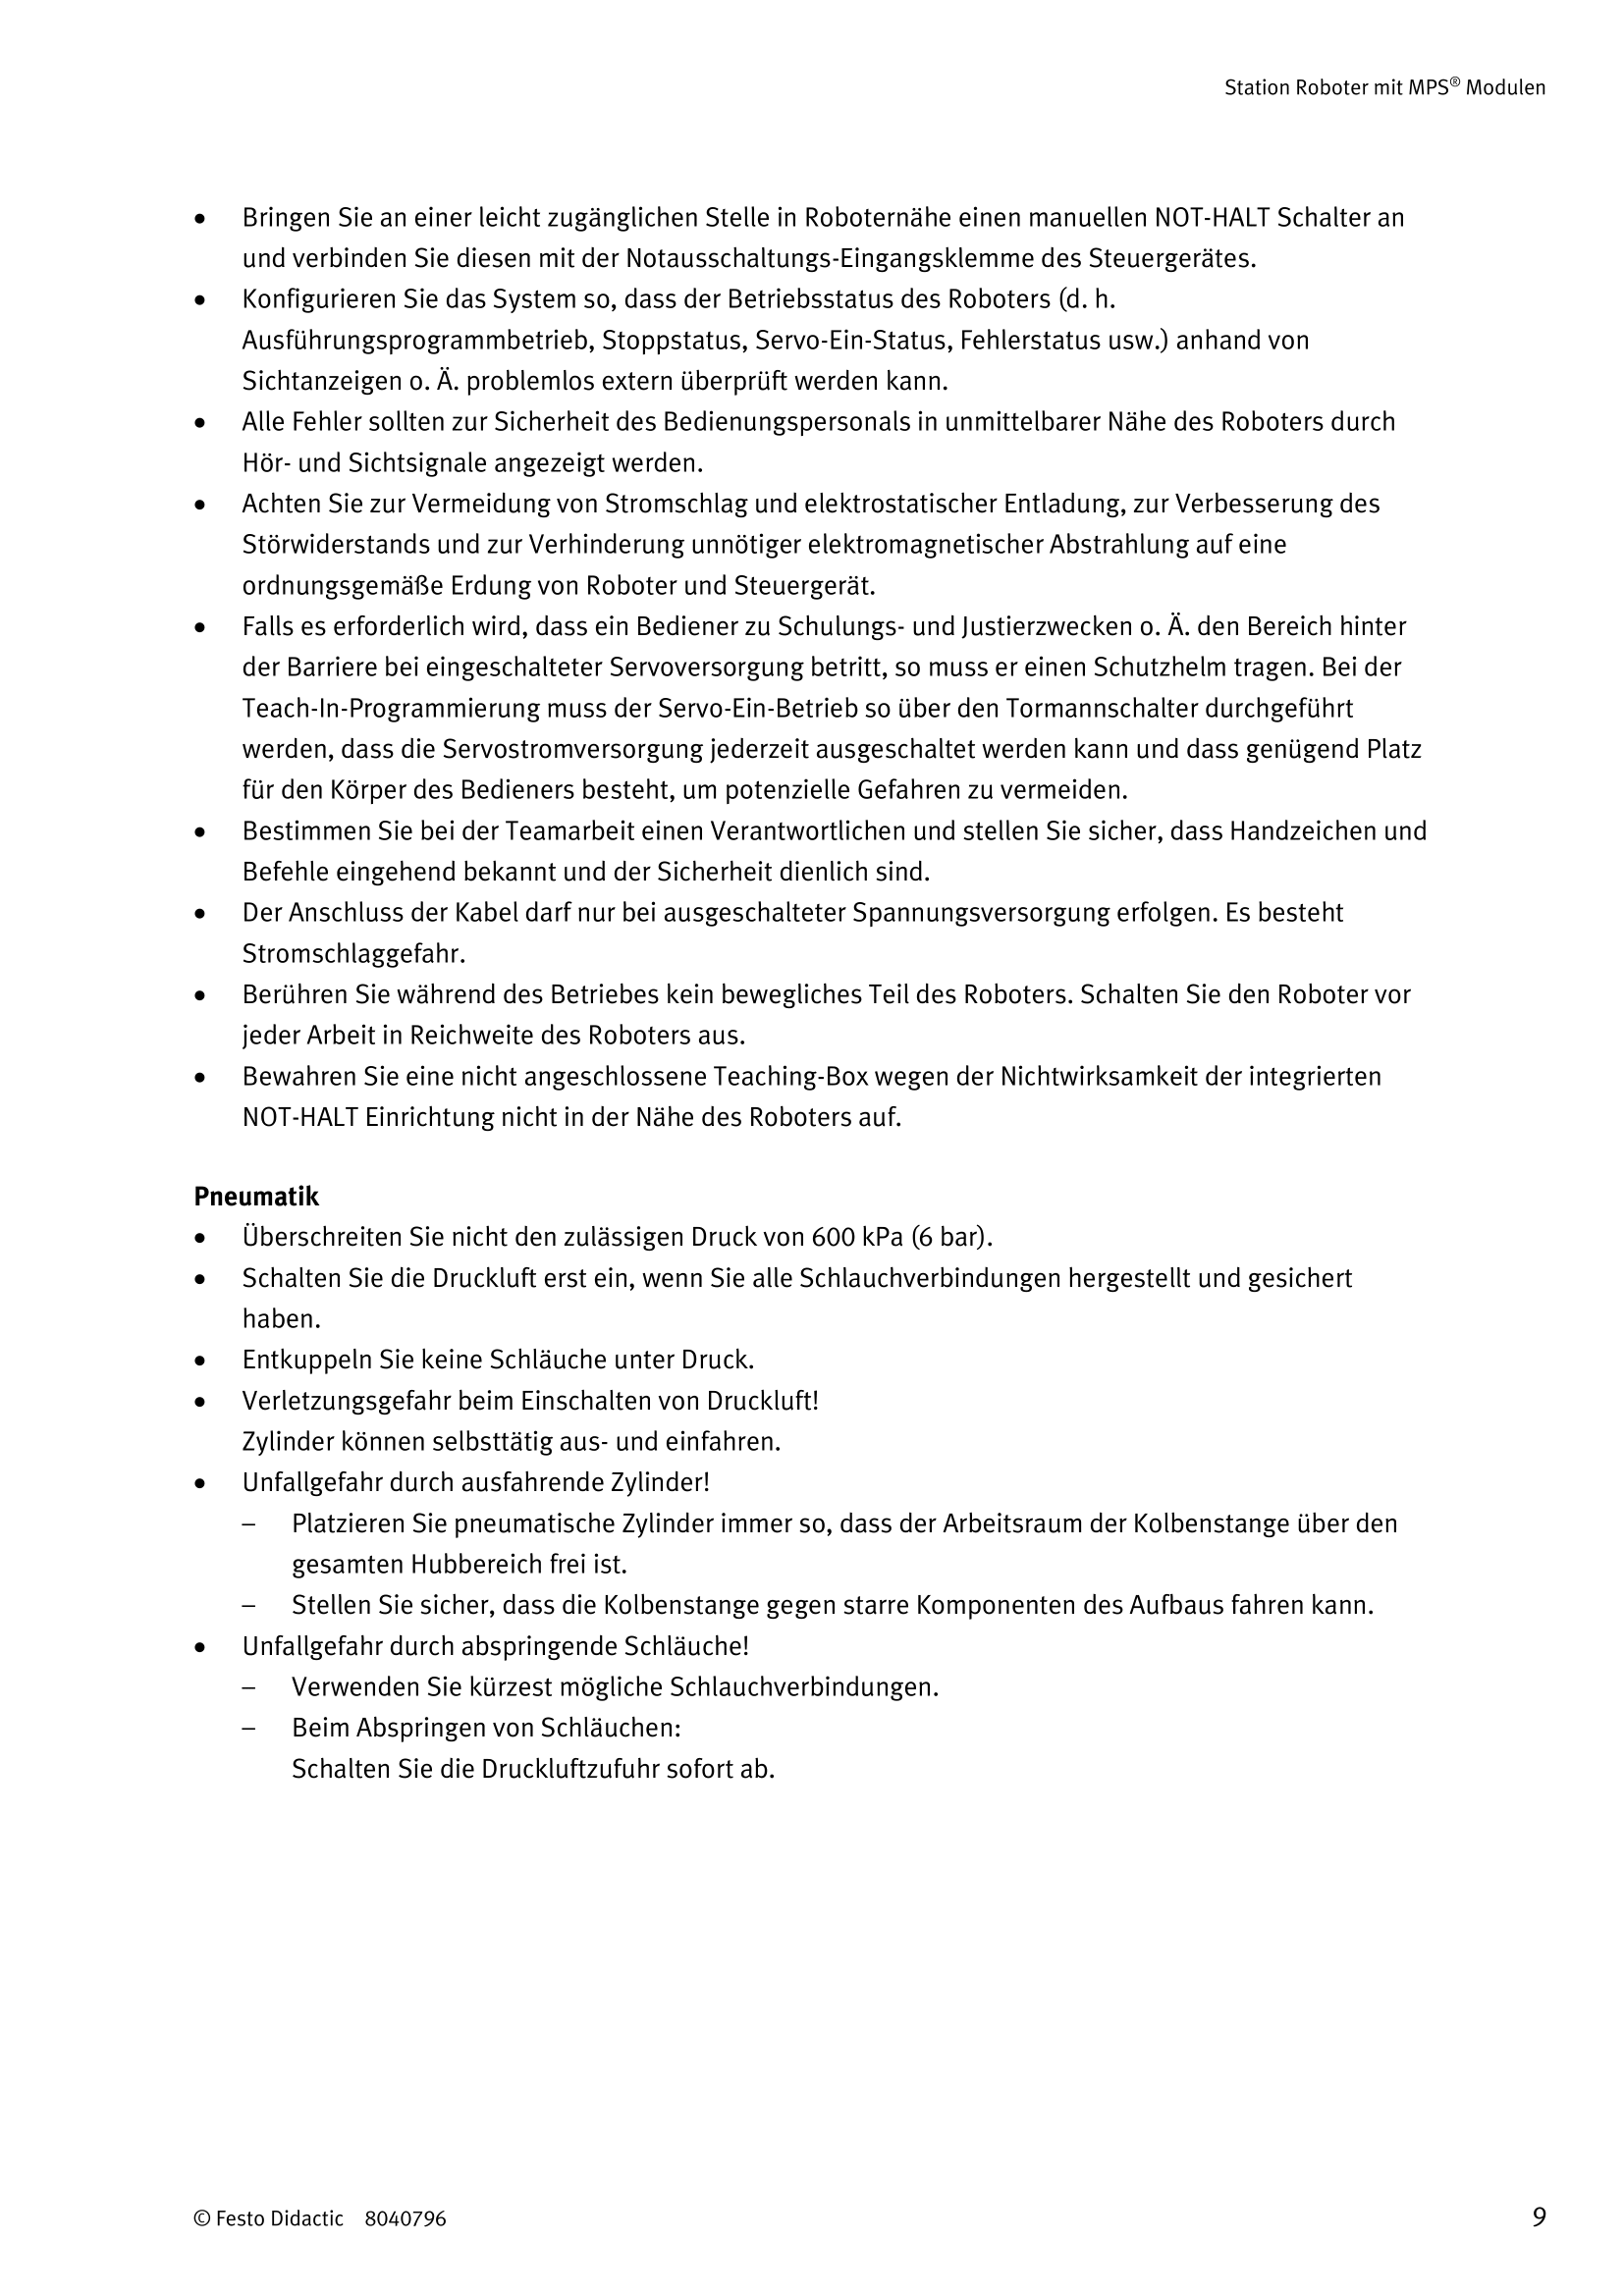 Station Roboter mit MPS® Modulen
• Bringen Sie an einer leicht zugänglichen Stelle in Roboternähe einen manuellen NOT-HALT Schalter an
und verbinden Sie diesen mit der Notausschaltungs-Eingangsklemme des Steuergerätes.
• Konfigurieren Sie das System so, dass der Betriebsstatus des Roboters (d. h.
Ausführungsprogrammbetrieb, Stoppstatus, Servo-Ein-Status, Fehlerstatus usw.) anhand von
Sichtanzeigen o. Ä. problemlos extern überprüft werden kann.
• Alle Fehler sollten zur Sicherheit des Bedienungspersonals in unmittelbarer Nähe des Roboters durch
Hör- und Sichtsignale angezeigt werden.
• Achten Sie zur Vermeidung von Stromschlag und elektrostatischer Entladung, zur Verbesserung des
Störwiderstands und zur Verhinderung unnötiger elektromagnetischer Abstrahlung auf eine
ordnungsgemäße Erdung von Roboter und Steuergerät.
• Falls es erforderlich wird, dass ein Bediener zu Schulungs- und Justierzwecken o. Ä. den Bereich hinter
der Barriere bei eingeschalteter Servoversorgung betritt, so muss er einen Schutzhelm tragen. Bei der
Teach-In-Programmierung muss der Servo-Ein-Betrieb so über den Tormannschalter durchgeführt
werden, dass die Servostromversorgung jederzeit ausgeschaltet werden kann und dass genügend Platz
für den Körper des Bedieners besteht, um potenzielle Gefahren zu vermeiden.
• Bestimmen Sie bei der Teamarbeit einen Verantwortlichen und stellen Sie sicher, dass Handzeichen und
Befehle eingehend bekannt und der Sicherheit dienlich sind.
• Der Anschluss der Kabel darf nur bei ausgeschalteter Spannungsversorgung erfolgen. Es besteht
Stromschlaggefahr.
• Berühren Sie während des Betriebes kein bewegliches Teil des Roboters. Schalten Sie den Roboter vor
jeder Arbeit in Reichweite des Roboters aus.
• Bewahren Sie eine nicht angeschlossene Teaching-Box wegen der Nichtwirksamkeit der integrierten
NOT-HALT Einrichtung nicht in der Nähe des Roboters auf.
Pneumatik
• Überschreiten Sie nicht den zulässigen Druck von 600 kPa (6 bar).
• Schalten Sie die Druckluft erst ein, wenn Sie alle Schlauchverbindungen hergestellt und gesichert
haben.
• Entkuppeln Sie keine Schläuche unter Druck.
• Verletzungsgefahr beim Einschalten von Druckluft!
Zylinder können selbsttätig aus- und einfahren.
• Unfallgefahr durch ausfahrende Zylinder!
– Platzieren Sie pneumatische Zylinder immer so, dass der Arbeitsraum der Kolbenstange über den
gesamten Hubbereich frei ist.
– Stellen Sie sicher, dass die Kolbenstange gegen starre Komponenten des Aufbaus fahren kann.
• Unfallgefahr durch abspringende Schläuche!
– Verwenden Sie kürzest mögliche Schlauchverbindungen.
– Beim Abspringen von Schläuchen:
Schalten Sie die Druckluftzufuhr sofort ab.
© Festo Didactic 8040796
9